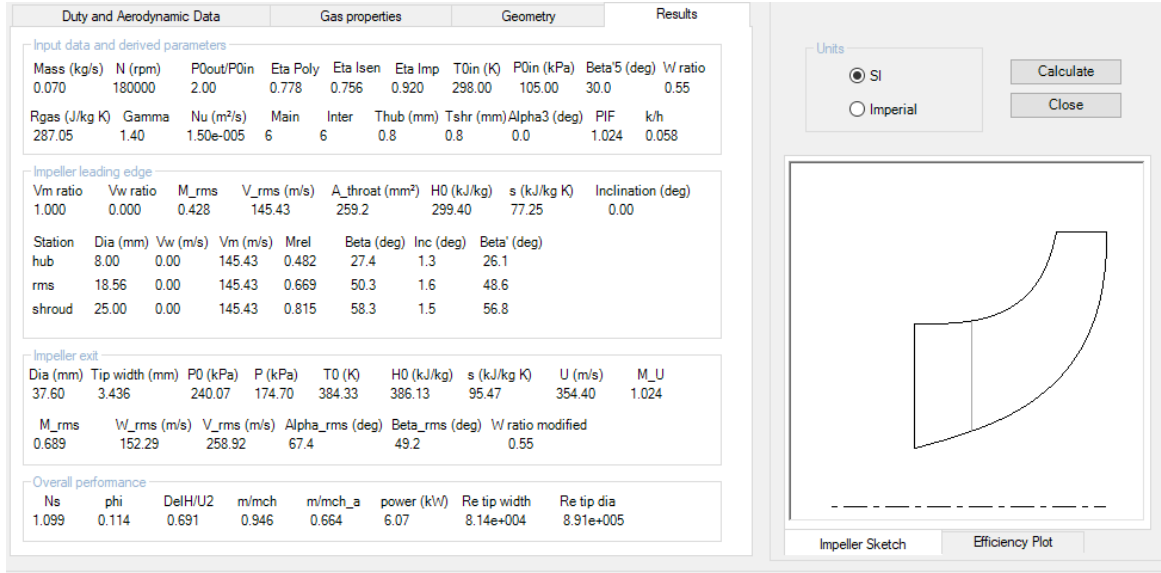 Duty and Aerodynamic Data Gas properties Geometry Results
Input data and derived parameters
Mass (kg/s) N (rpm) P0out/P0in Eta Poly Eta Isen Eta Imp T0in (K) P0in (kPa) Beta'5 (deg) W ratio
0.070 180000 2.00 0.778 0.756 0.920 298.00 105.00 30.0 0.55
Rgas (J/kg K) Gamma Nu (m²/s) Main Inter Thub (mm) Tshr (mm) Alpha3 (deg) PIF k/h
287.05 1.40 1.50e-005 6 6 0.8 0.8 0.0 1.024 0.058
Impeller leading edge
Vm ratio Vw ratio M_rms V_rms (m/s) A_throat (mm²) H0 (kJ/kg) s (kJ/kg K) Inclination (deg)
1.000 0.000 0.428 145.43 259.2 299.40 77.25 0.00
Station Dia (mm) Vw (m/s) Vm (m/s) Mrel Beta (deg) Inc (deg) Beta' (deg)
hub 8.00 0.00 145.43 0.482 27.4 1.3 26.1
rms 18.56 0.00 145.43 0.669 50.3 1.6 48.6
shroud 25.00 0.00 145.43 0.815 58.3 1.5 56.8
Impeller exit
Dia (mm) Tip width (mm) P0 (kPa) P (kPa) T0 (K) H0 (kJ/kg) s (kJ/kg K) U (m/s) M_U
37.60 3.436 240.07 174.70 384.33 386.13 95.47 354.40 1.024
M_rms W_rms (m/s) V_rms (m/s) Alpha_rms (deg) Beta_rms (deg) W ratio modified
0.689 152.29 258.92 67.4 49.2 0.55
Overall performance
Ns phi DelH/U2 m/mch m/mch_a power (kW) Re tip width Re tip dia
1.099 0.114 0.691 0.946 0.664 6.07 8.14e+004 8.91e+005
Units
SI
Imperial
Calculate
Close
Impeller Sketch Efficiency Plot